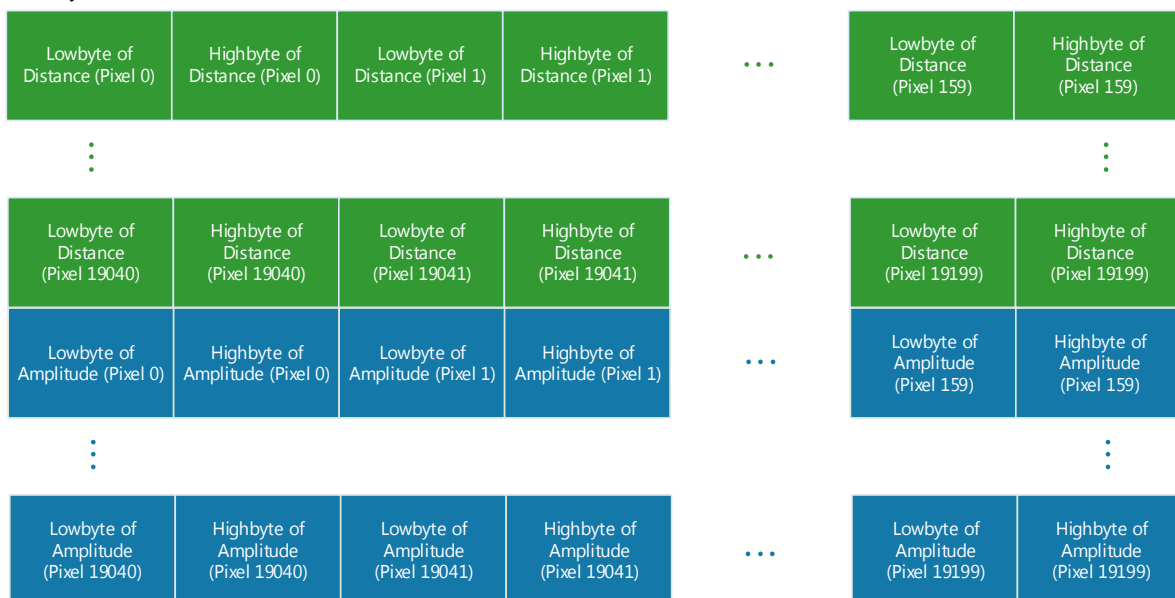 Lowbyte of
Distance (Pixel 0)
Highbyte of
Distance (Pixel 0)
Lowbyte of
Distance (Pixel 1)
Highbyte of
Distance (Pixel 1)
...
Lowbyte of
Distance
(Pixel 159)
Highbyte of
Distance
(Pixel 159)
Lowbyte of
Distance
(Pixel 19040)
Highbyte of
Distance
(Pixel 19040)
Lowbyte of
Distance
(Pixel 19041)
Highbyte of
Distance
(Pixel 19041)
...
Lowbyte of
Distance
(Pixel 19199)
Highbyte of
Distance
(Pixel 19199)
Lowbyte of
Amplitude (Pixel 0)
Highbyte of
Amplitude (Pixel 0)
Lowbyte of
Amplitude (Pixel 1)
Highbyte of
Amplitude (Pixel 1)
...
Lowbyte of
Amplitude
(Pixel 159)
Highbyte of
Amplitude
(Pixel 159)
Lowbyte of
Amplitude
(Pixel 19040)
Highbyte of
Amplitude
(Pixel 19040)
Lowbyte of
Amplitude
(Pixel 19041)
Highbyte of
Amplitude
(Pixel 19041)
...
Lowbyte of
Amplitude
(Pixel 19199)
Highbyte of
Amplitude
(Pixel 19199)